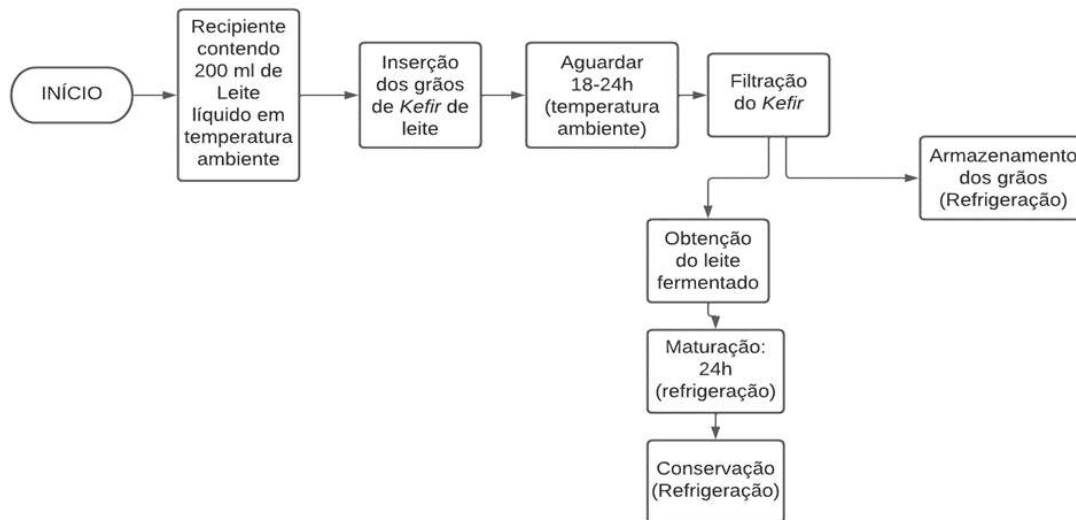 INÍCIO
Recipiente
contendo
200 ml de
Leite
líquido em
temperatura
ambiente
Inserção
dos grãos
de Kefir de
leite
Aguardar
18-24h
(temperatura
ambiente)
Filtração
do Kefir
Armazenamento
dos grãos
(Refrigeração)
Obtenção
do leite
fermentado
Maturação:
24h
(refrigeração)
Conservação
(Refrigeração)